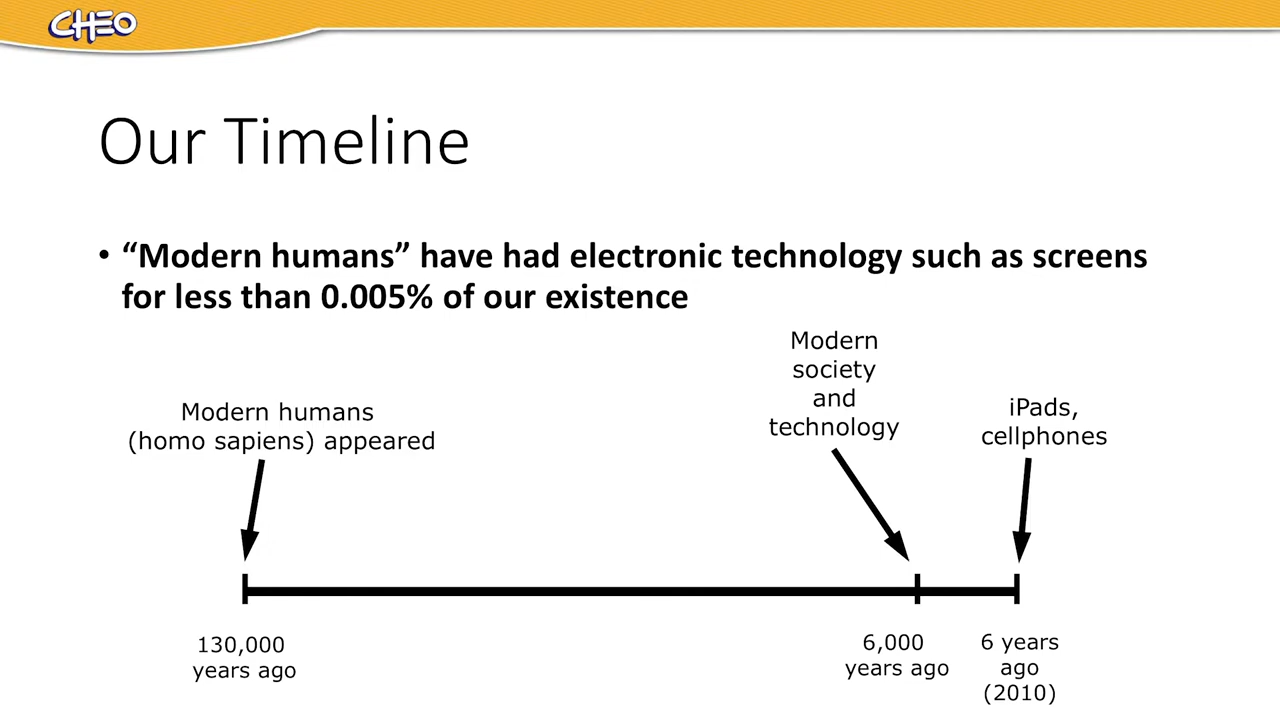 CHEO
Our Timeline
• “Modern humans” have had electronic technology such as screens
for less than 0.005% of our existence
Modern humans
(homo sapiens) appeared
Modern
society
and
technology
iPads,
cellphones
130,000
years ago
6,000
years ago
6 years
ago
(2010)